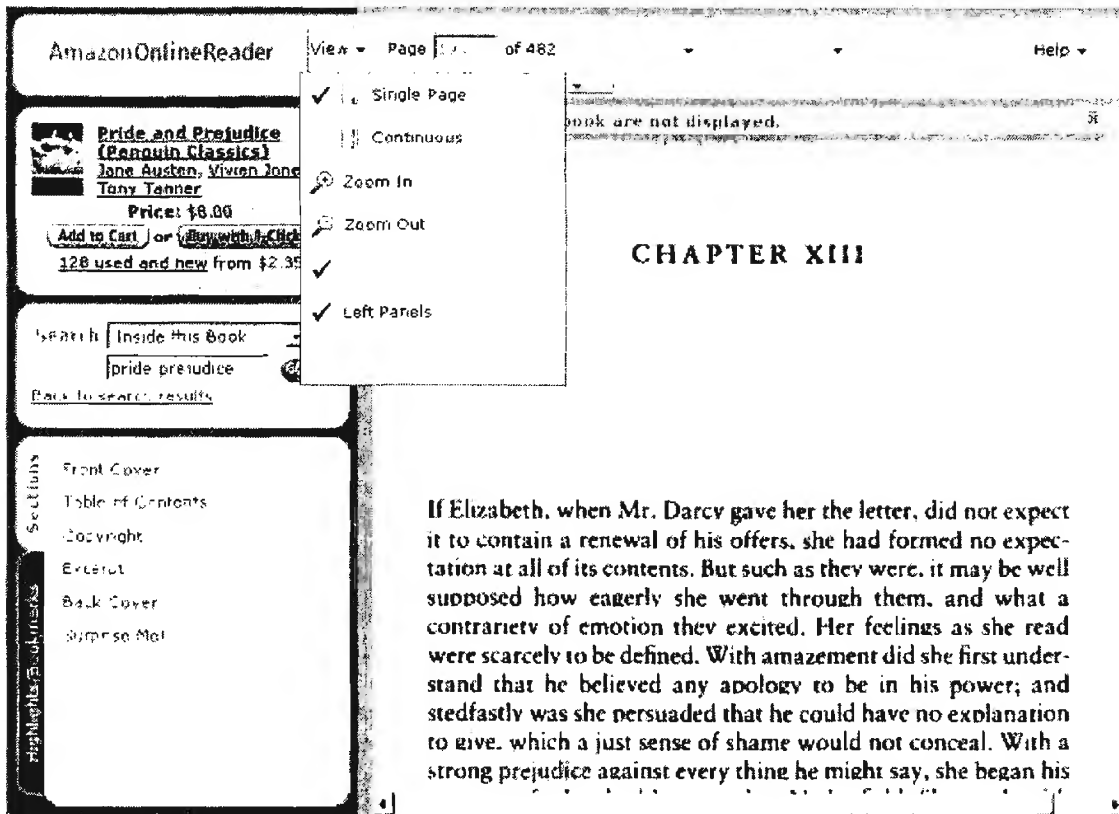 AmazonOnlineReader
View Page of 482 Help
Single Page
Continuous
Zoom In
Zoom Out
Left Panels
book are not displayed.
Pride and Prejudice
(Penguin Classics)
Jane Austen, Vivien Jone
Tony Tanner
Price: $8.00
Add to Cart or Buy with 1-Click
128 used and new from $2.35
Search Inside this Book
pride prejudice
Back to search results
Sections
Front Cover
Table of Contents
Copyright
Excerpt
Back Cover
Surprise Me!
Highlights/Bookmarks
CHAPTER XIII
If Elizabeth, when Mr. Darcy gave her the letter, did not expect
it to contain a renewal of his offers, she had formed no expec-
tation at all of its contents. But such as they were, it may be well
supposed how eagerly she went through them, and what a
contrariety of emotion they excited. Her feelings as she read
were scarcely to be defined. With amazement did she first under-
stand that he believed any apology to be in his power; and
stedfastly was she persuaded that he could have no explanation
to give, which a just sense of shame would not conceal. With a
strong prejudice against every thing he might say, she began his